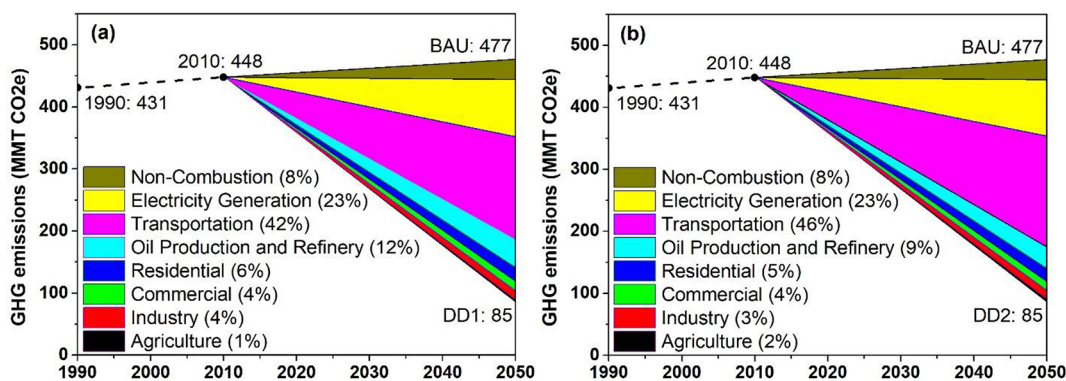 (a)
BAU: 477
2010: 448
1990: 431
GHG emissions (MMT CO2e)
500
400
300
200
100
0
Non-Combustion (8%)
Electricity Generation (23%)
Transportation (42%)
Oil Production and Refinery (12%)
Residential (6%)
Commercial (4%)
Industry (4%)
Agriculture (1%)
DD1: 85
1990 2000 2010 2020 2030 2040 2050
(b)
BAU: 477
2010: 448
1990: 431
GHG emissions (MMT CO2e)
500
400
300
200
100
0
Non-Combustion (8%)
Electricity Generation (23%)
Transportation (46%)
Oil Production and Refinery (9%)
Residential (5%)
Commercial (4%)
Industry (3%)
Agriculture (2%)
DD2: 85
1990 2000 2010 2020 2030 2040 2050